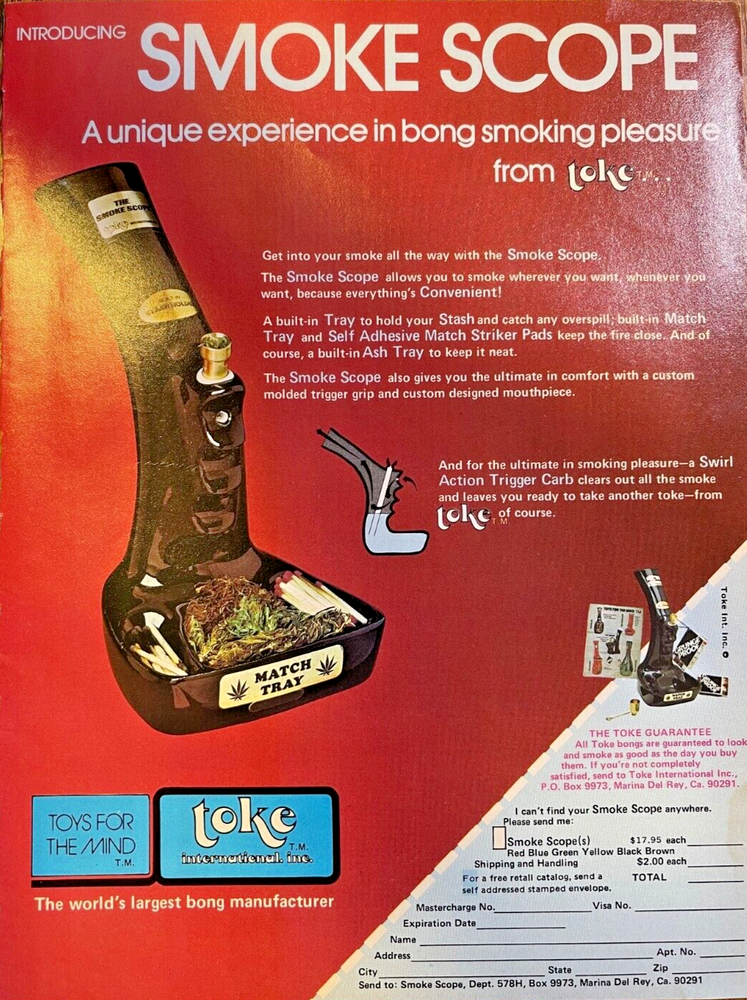 INTRODUCING
SMOKE SCOPE
A unique experience in bong smoking pleasure
from toke T.M. . .
THE
SMOKE SCOPE
Get into your smoke all the way with the Smoke Scope.
The Smoke Scope allows you to smoke wherever you want, whenever you
want, because everything's Convenient!
A built-in Tray to hold your Stash and catch any overspill; built-in Match
Tray and Self Adhesive Match Striker Pads keep the fire close. And of
course, a built-in Ash Tray to keep it neat.
The Smoke Scope also gives you the ultimate in comfort with a custom
molded trigger grip and custom designed mouthpiece.
And for the ultimate in smoking pleasure—a Swirl
Action Trigger Carb clears out all the smoke
and leaves you ready to take another toke—from
toke T.M. of course.
MATCH
TRAY
Toke Int. Inc. ©
GRUNGE
PROOF
MATCH
TRAY
THE TOKE GUARANTEE
All Toke bongs are guaranteed to look
and smoke as good as the day you buy
them. If you're not completely
satisfied, send to Toke International Inc.,
P.O. Box 9973, Marina Del Rey, Ca. 90291.
I can't find your Smoke Scope anywhere.
Please send me:
Smoke Scope(s) $17.95 each
Red Blue Green Yellow Black Brown
Shipping and Handling $2.00 each
For a free retail catalog, send a TOTAL
self addressed stamped envelope.
Mastercharge No. Visa No.
Expiration Date
Name
Address Apt. No.
City State Zip
Send to: Smoke Scope, Dept. 578H, Box 9973, Marina Del Rey, Ca. 90291
TOYS FOR
THE MIND
T.M.
toke
T.M.
international, inc.
The world's largest bong manufacturer